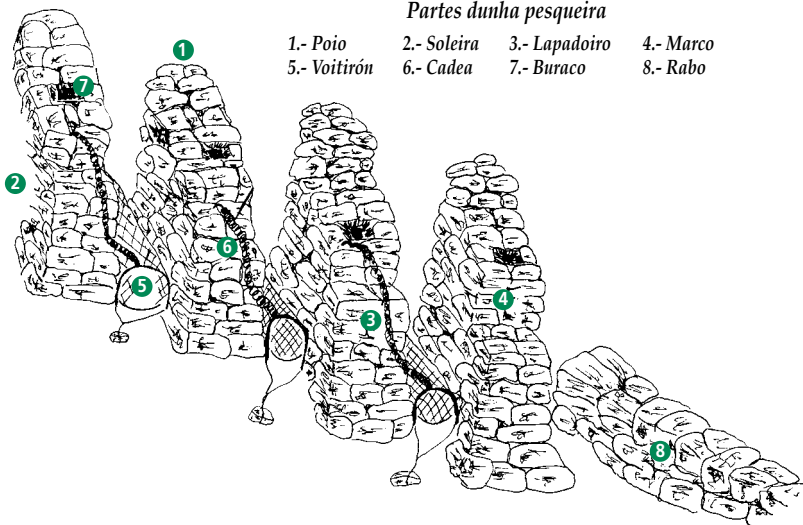 Partes dunha pesqueira
1.- Poio 2.- Soleira 3.- Lapadoiro 4.- Marco
5.- Voitirón 6.- Cadea 7.- Buraco 8.- Rabo
1
7
2
6
5
4
3
8